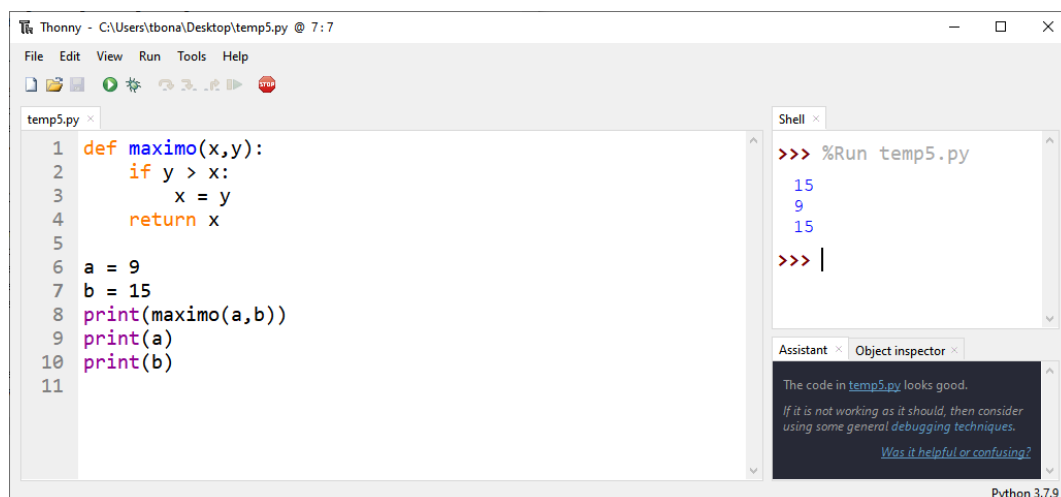 Thonny - C:\Users\tbona\Desktop\temp5.py @ 7:7
File Edit View Run Tools Help
STOP
temp5.py
1 def maximo(x,y):
2     if y > x:
3         x = y
4     return x
5
6 a = 9
7 b = 15
8 print(maximo(a,b))
9 print(a)
10 print(b)
11
Shell
>>> %Run temp5.py
15
9
15
>>>
Assistant Object inspector
The code in temp5.py looks good.
If it is not working as it should, then consider
using some general debugging techniques.
Was it helpful or confusing?
Python 3.7.9